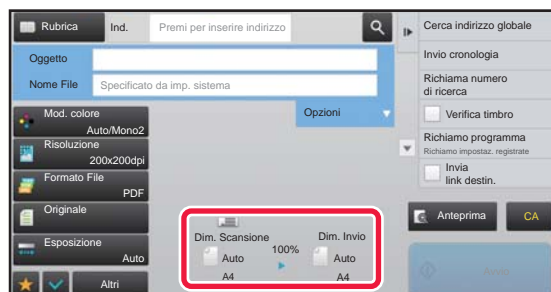 Rubrica
Ind.
Premi per inserire indirizzo
Oggetto
Nome File
Specificato da imp. sistema
Opzioni
Mod. colore
Auto/Mono2
Risoluzione
200x200dpi
Formato File
PDF
Originale
Esposizione
Auto
Altri
Dim. Scansione
Auto
A4
100%
Dim. Invio
Auto
A4
Cerca indirizzo globale
Invio cronologia
Richiama numero
di ricerca
Verifica timbro
Richiamo programma
Richiamo impostaz. registrate
Invia
link destin.
Anteprima
CA